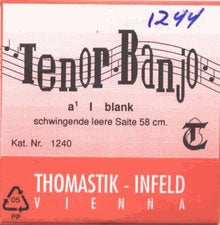 1244
Tenor Banjo
a¹ I blank
schwingende leere Saite 58 cm.
Kat. Nr. 1240
T
THOMASTIK - INFELD
VIENNA
05
PP